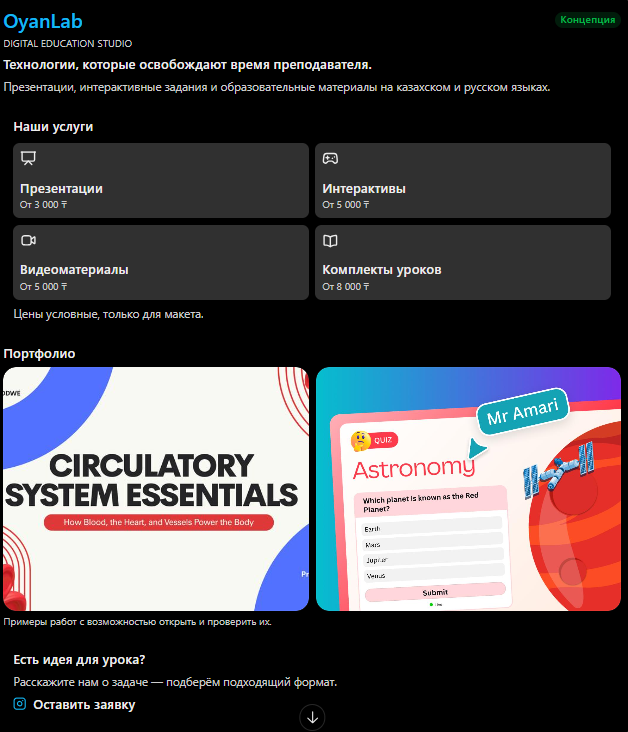 OyanLab
Концепция
DIGITAL EDUCATION STUDIO
Технологии, которые освобождают время преподавателя.
Презентации, интерактивные задания и образовательные материалы на казахском и русском языках.
Наши услуги
Презентации
От 3 000 ₸
Интерактивы
От 5 000 ₸
Видеоматериалы
От 5 000 ₸
Комплекты уроков
От 8 000 ₸
Цены условные, только для макета.
Портфолио
CIRCULATORY
SYSTEM ESSENTIALS
How Blood, the Heart, and Vessels Power the Body
Mr Amari
QUIZ
Astronomy
Which planet is known as the Red
Planet?
Earth
Mars
Jupiter
Venus
Submit
Примеры работ с возможностью открыть и проверить их.
Есть идея для урока?
Расскажите нам о задаче — подберём подходящий формат.
Оставить заявку